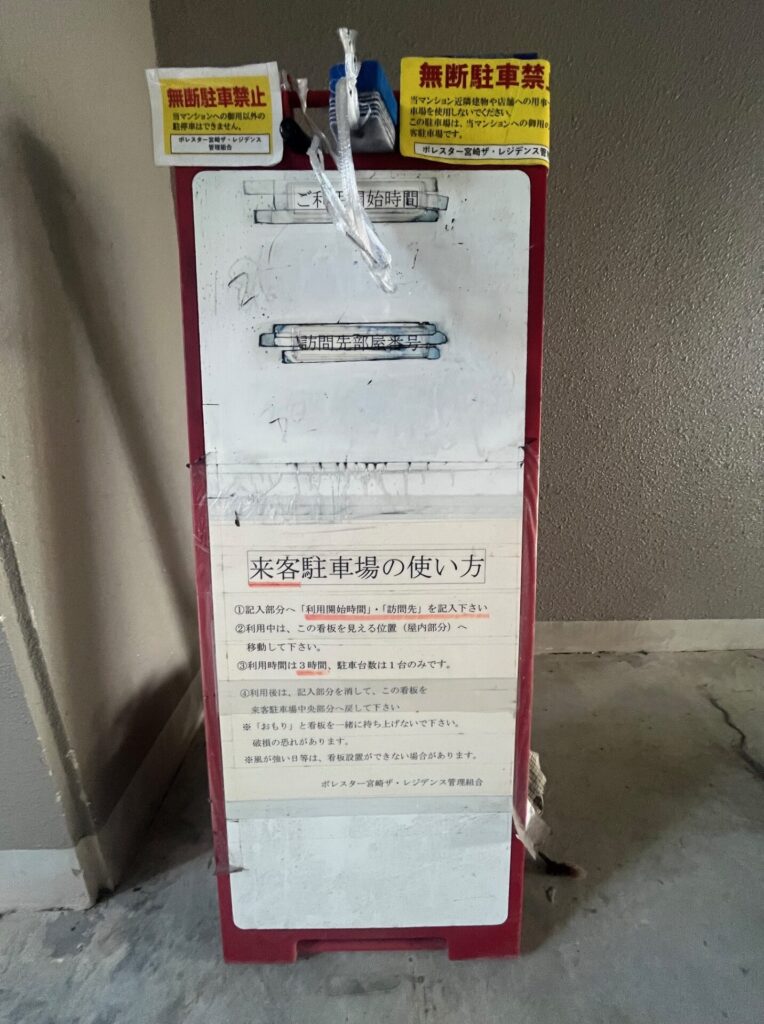 無断駐車禁止
当マンションへの御用以外の
駐停車はできません。
ポレスター宮崎ザ・レジデンス
管理組合
無断駐車禁
当マンション近隣建物や店舗への用事
車場を使用しないでください。
この駐車場は、当マンションへの御用の
客駐車場です。
ポレスター宮崎ザ・レジデンス管
ご利用開始時間
訪問先部屋番号
来客駐車場の使い方
①記入部分へ「利用開始時間」・「訪問先」を記入下さい
②利用中は、この看板を見える位置（屋内部分）へ
移動して下さい。
③利用時間は３時間、駐車台数は１台のみです。
④利用後は、記入部分を消して、この看板を
来客駐車場中央部分へ戻して下さい
※「おもり」と看板を一緒に持ち上げないで下さい。
破損の恐れがあります。
※風が強い日等は、看板設置ができない場合があります。
ポレスター宮崎ザ・レジデンス管理組合